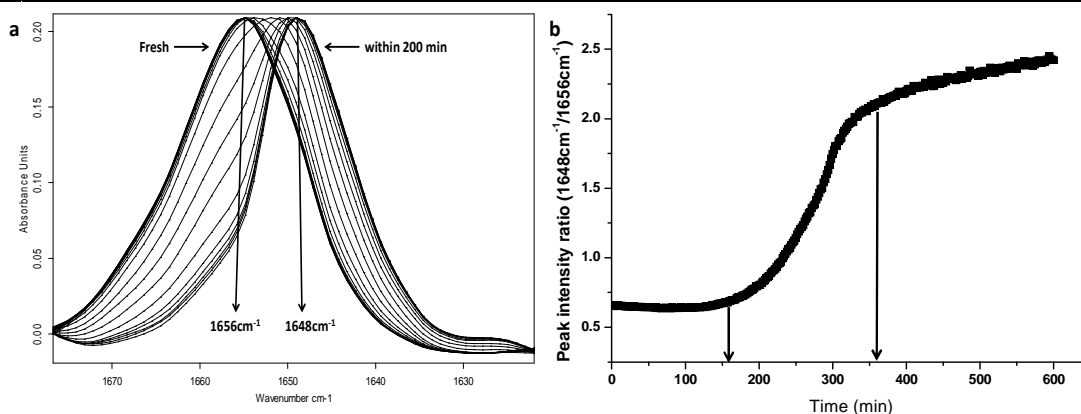 a
Fresh
within 200 min
1656cm-1
1648cm-1
Absorbance Units
0.00
0.05
0.10
0.15
0.20
1670
1660
1650
1640
1630
Wavenumber cm-1
b
Peak intensity ratio (1648cm-1/1656cm-1)
2.5
2.0
1.5
1.0
0.5
0
100
200
300
400
500
600
Time (min)